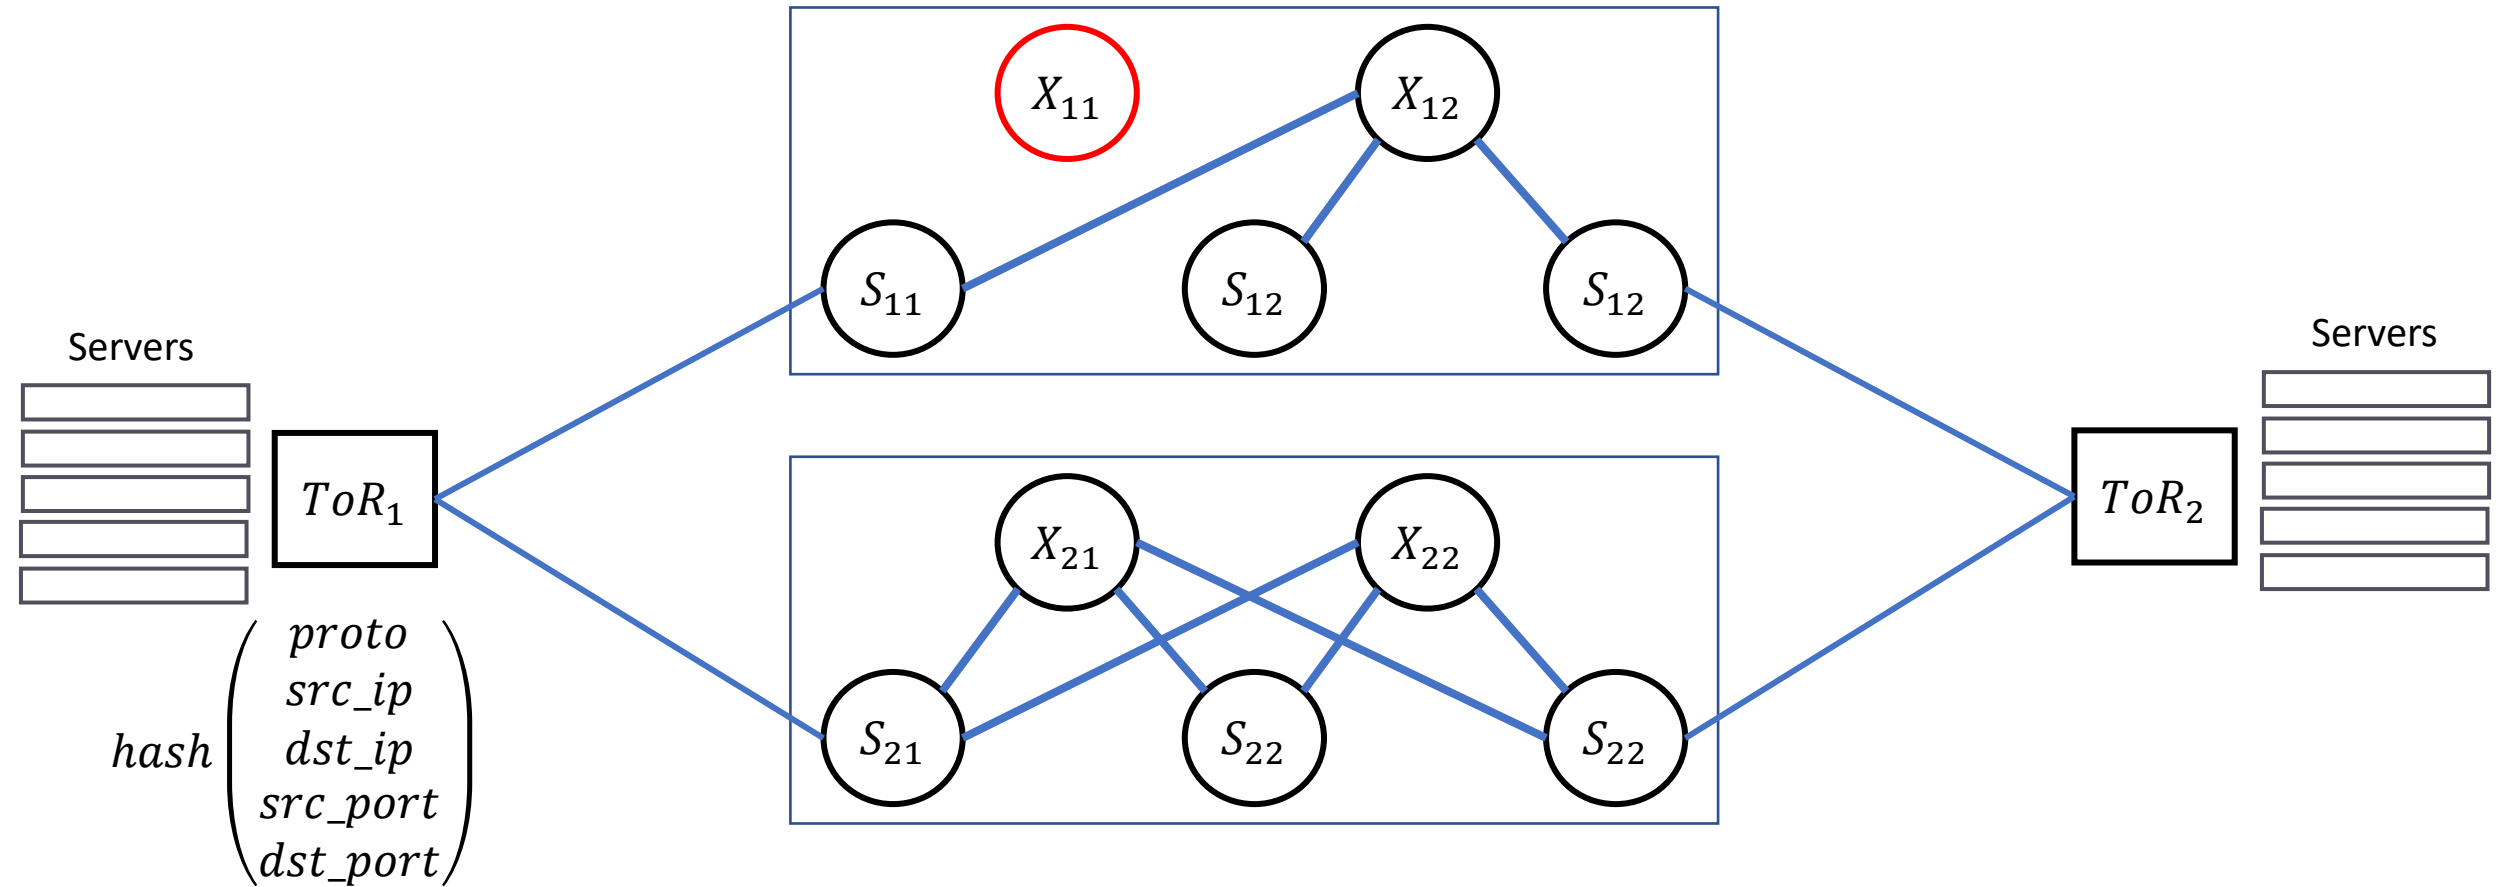 X₁₁
X₁₂
S₁₁
S₁₂
S₁₂
Servers
Servers
ToR₁
ToR₂
X₂₁
X₂₂
S₂₁
S₂₂
S₂₂
hash
proto
src_ip
dst_ip
src_port
dst_port